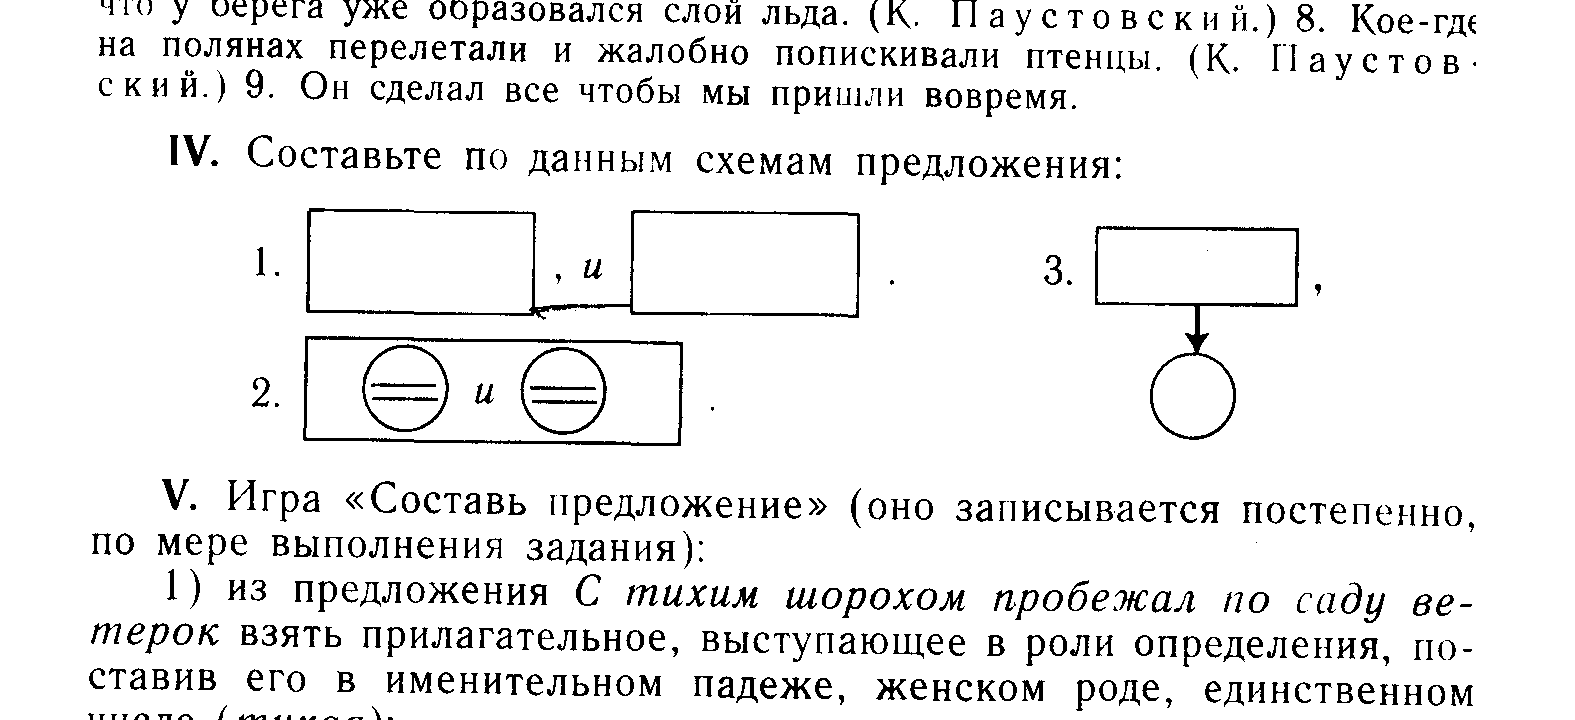 что у берега уже образовался слой льда. (К. Паустовский.) 8. Кое-где
на полянах перелетали и жалобно попискивали птенцы. (К. Паустов-
ский.) 9. Он сделал все чтобы мы пришли вовремя.
IV. Составьте по данным схемам предложения:
1. , и .
3. ,
2. и .
V. Игра «Составь предложение» (оно записывается постепенно,
по мере выполнения задания):
1) из предложения С тихим шорохом пробежал по саду ве-
терок взять прилагательное, выступающее в роли определения, по-
ставив его в именительном падеже, женском роде, единственном
числе (тихая);